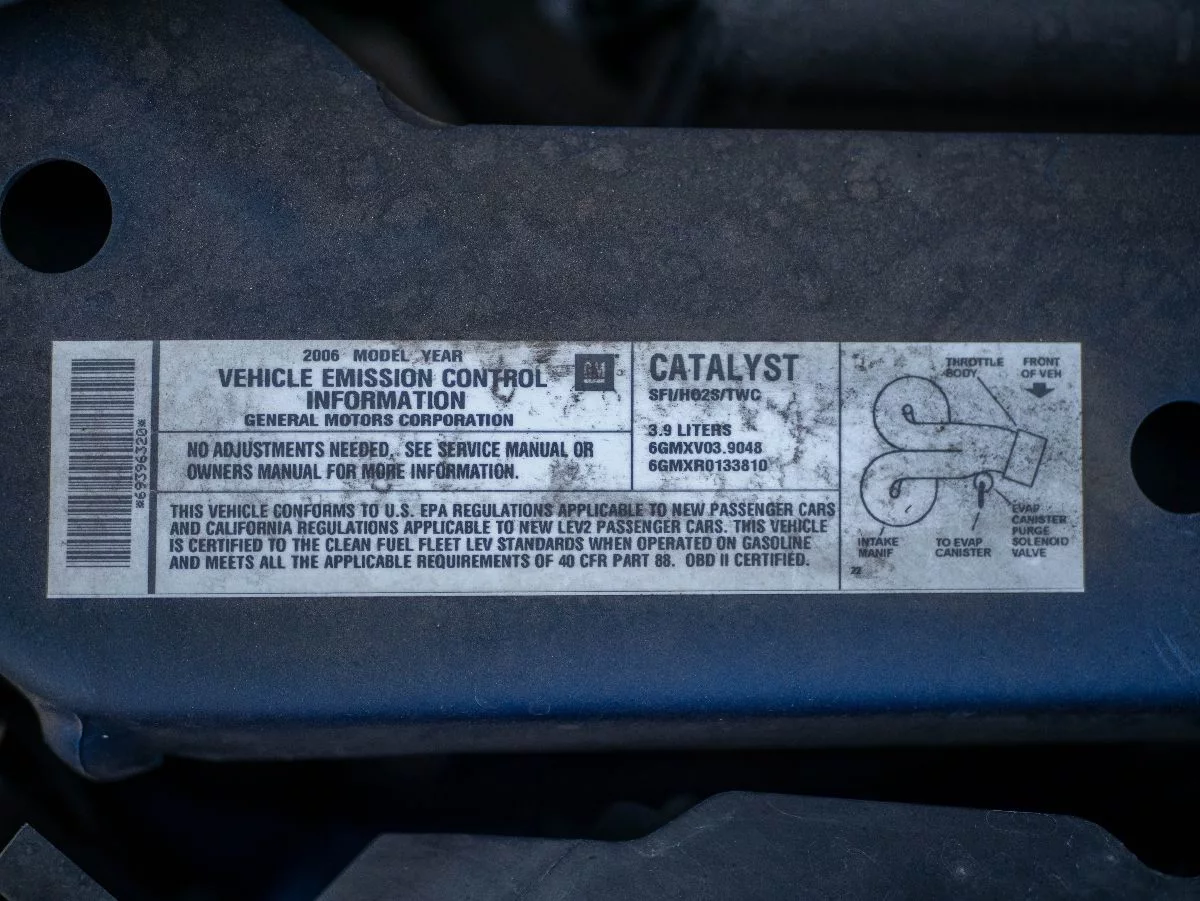 *69396320*
2006 MODEL YEAR
VEHICLE EMISSION CONTROL
INFORMATION
GENERAL MOTORS CORPORATION
GM
NO ADJUSTMENTS NEEDED, SEE SERVICE MANUAL OR
OWNERS MANUAL FOR MORE INFORMATION.
CATALYST
SFI/HO2S/TWC
3.9 LITERS
6GMXV03.9048
6GMXR0133810
THIS VEHICLE CONFORMS TO U.S. EPA REGULATIONS APPLICABLE TO NEW PASSENGER CARS
AND CALIFORNIA REGULATIONS APPLICABLE TO NEW LEV2 PASSENGER CARS. THIS VEHICLE
IS CERTIFIED TO THE CLEAN FUEL FLEET LEV STANDARDS WHEN OPERATED ON GASOLINE
AND MEETS ALL THE APPLICABLE REQUIREMENTS OF 40 CFR PART 88. OBD II CERTIFIED.
THROTTLE
BODY
FRONT
OF VEH
INTAKE
MANIF
TO EVAP
CANISTER
EVAP
CANISTER
PURGE
SOLENOID
VALVE
22